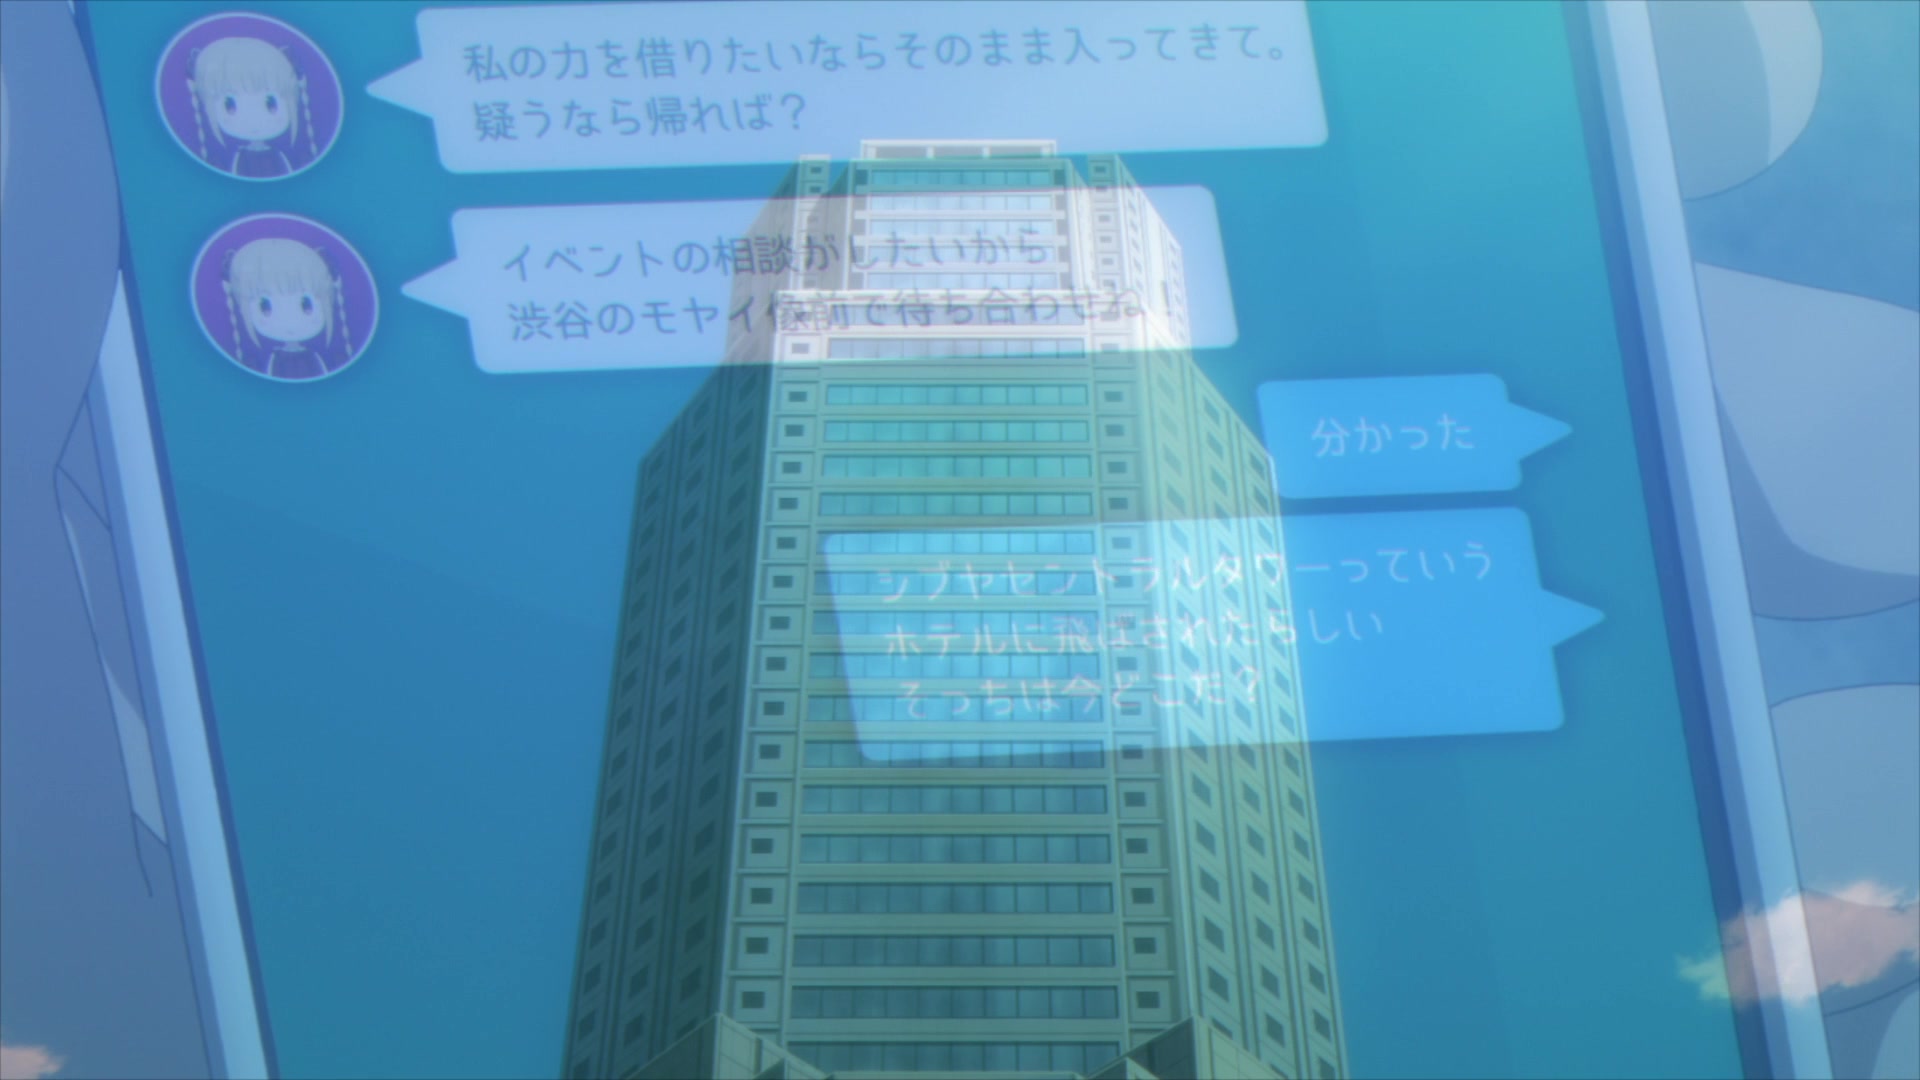 私の力を借りたいならそのまま入ってきて。
疑うなら帰れば？
イベントの相談がしたいから
渋谷のモヤイ像前で待ち合わせね！
分かった
シブヤセントラルタワーっていう
ホテルに飛ばされたらしい
そっちは今どこだ？